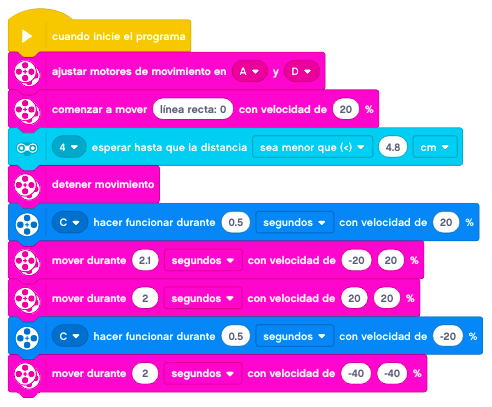 cuando inicie el programa
ajustar motores de movimiento en A y D
comenzar a mover línea recta: 0 con velocidad de 20 %
4 esperar hasta que la distancia sea menor que (<) 4.8 cm
detener movimiento
C hacer funcionar durante 0.5 segundos con velocidad de 20 %
mover durante 2.1 segundos con velocidad de -20 20 %
mover durante 2 segundos con velocidad de 20 20 %
C hacer funcionar durante 0.5 segundos con velocidad de -20 %
mover durante 2 segundos con velocidad de -40 -40 %